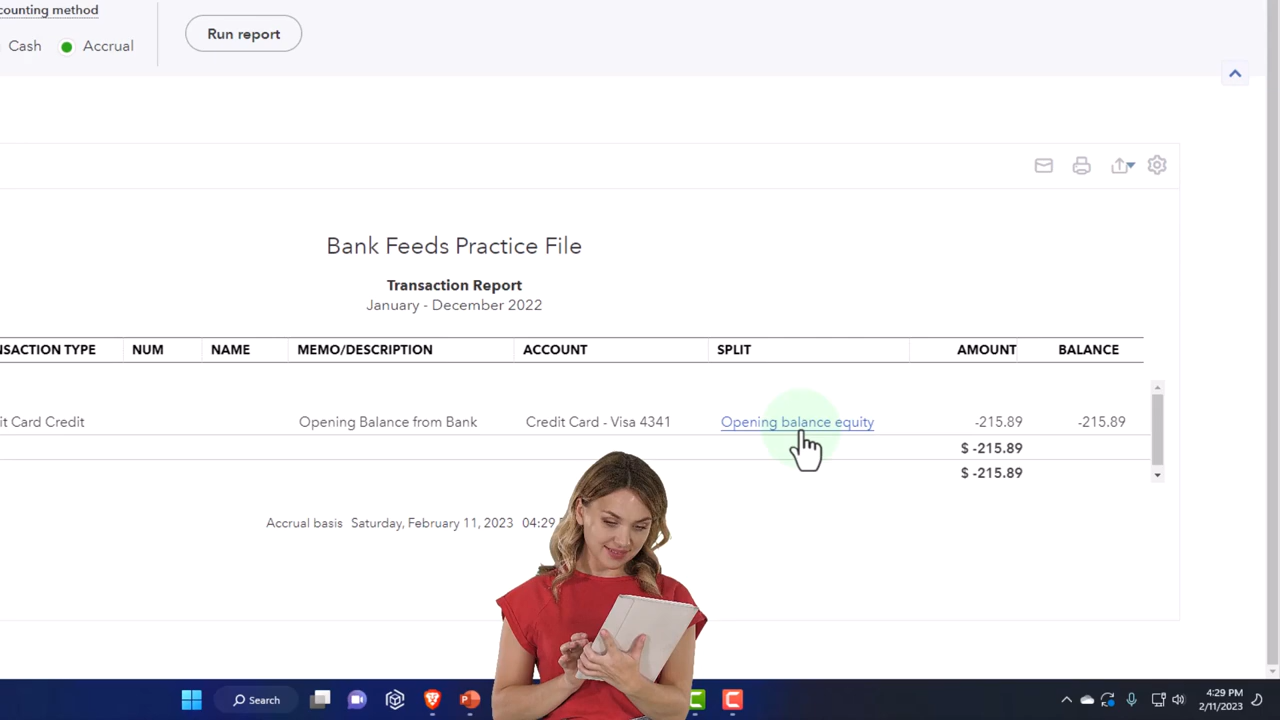 counting method
Cash Accrual Run report
Bank Feeds Practice File
Transaction Report
January - December 2022
NSACTION TYPE NUM NAME MEMO/DESCRIPTION ACCOUNT SPLIT AMOUNT BALANCE
it Card Credit Opening Balance from Bank Credit Card - Visa 4341 Opening balance equity -215.89 -215.89
$ -215.89
$ -215.89
Accrual basis Saturday, February 11, 2023 04:29
Search 4:29 PM
2/11/2023